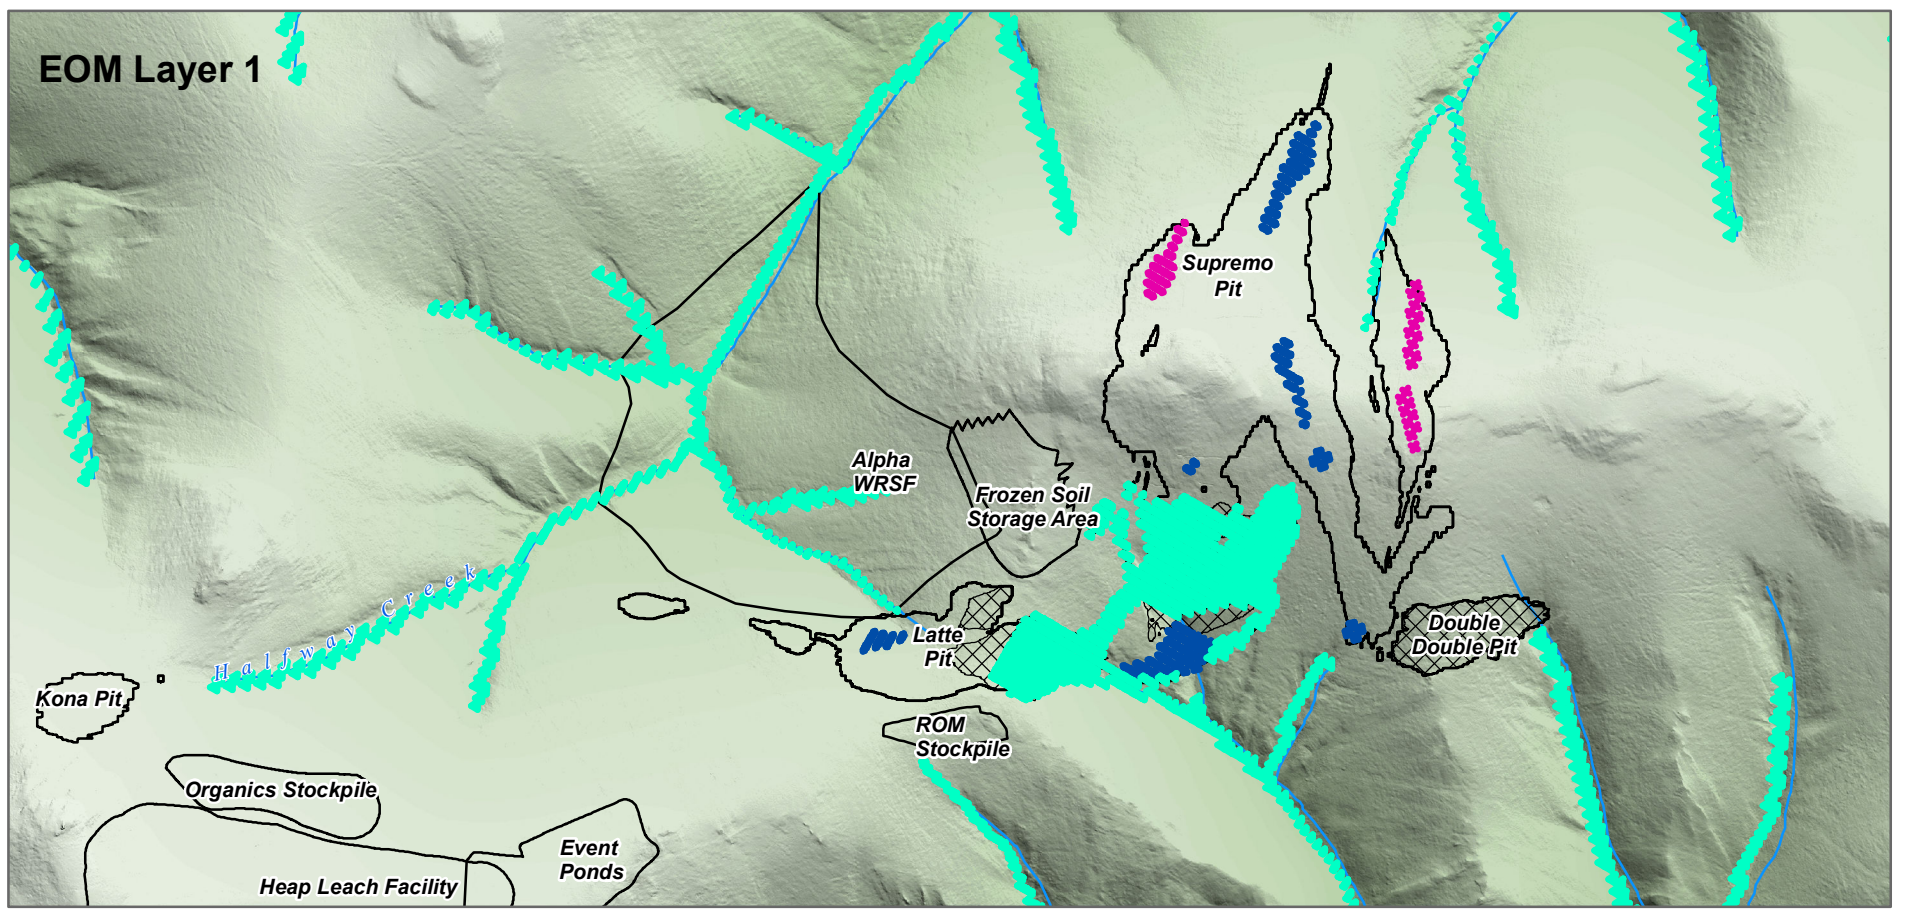 EOM Layer 1
Supremo
Pit
Alpha
WRSF
Frozen Soil
Storage Area
Halfway Creek
Latte
Pit
Double
Double Pit
Kona Pit
ROM
Stockpile
Organics Stockpile
Event
Ponds
Heap Leach Facility